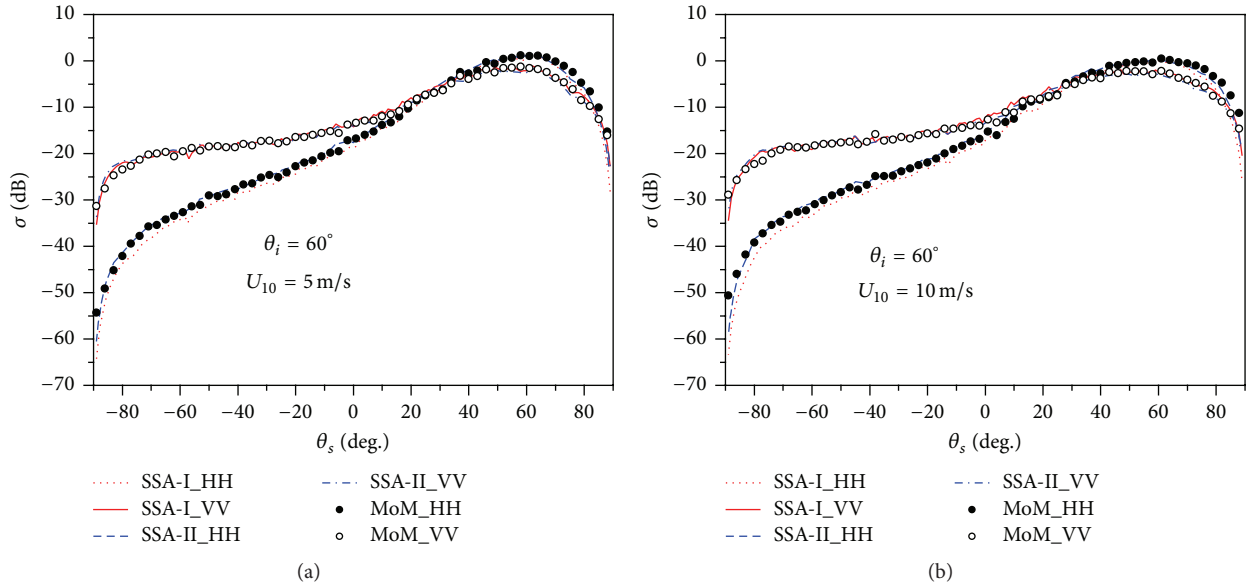 10
0
−10
−20
−30
−40
−50
−60
−70
σ (dB)
θi = 60°
U10 = 5 m/s
−80 −60 −40 −20 0 20 40 60 80
θs (deg.)
SSA-I_HH
SSA-I_VV
SSA-II_HH
SSA-II_VV
MoM_HH
MoM_VV
(a)
10
0
−10
−20
−30
−40
−50
−60
−70
σ (dB)
θi = 60°
U10 = 10 m/s
−80 −60 −40 −20 0 20 40 60 80
θs (deg.)
SSA-I_HH
SSA-I_VV
SSA-II_HH
SSA-II_VV
MoM_HH
MoM_VV
(b)